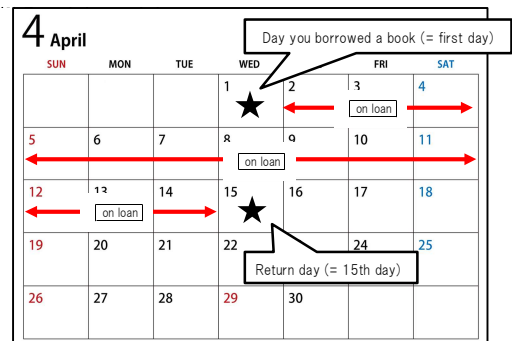 4 April
Day you borrowed a book (= first day)
SUN MON TUE WED FRI SAT
1 2 3 4
on loan
5 6 7 8 9 10 11
on loan
12 13 14 15 16 17 18
on loan
19 20 21 22 24 25
Return day (= 15th day)
26 27 28 29 30